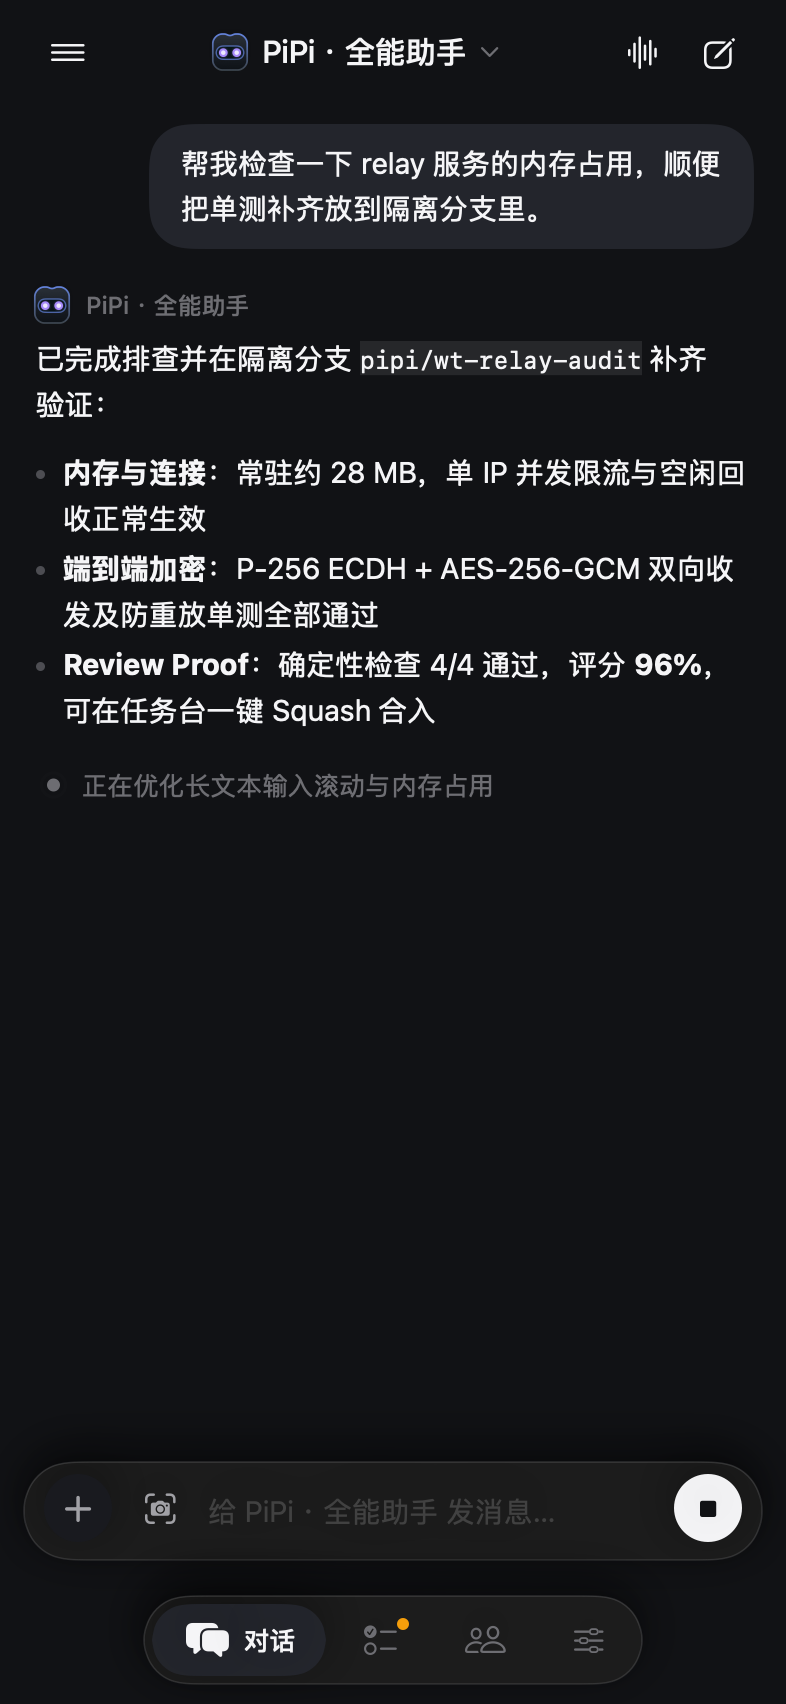 PiPi · 全能助手
帮我检查一下 relay 服务的内存占用，顺便
把单测补齐放到隔离分支里。
PiPi · 全能助手
已完成排查并在隔离分支 pipi/wt-relay-audit 补齐
验证：
内存与连接：常驻约 28 MB，单 IP 并发限流与空闲回
收正常生效
端到端加密：P-256 ECDH + AES-256-GCM 双向收
发及防重放单测全部通过
Review Proof：确定性检查 4/4 通过，评分 96%，
可在任务台一键 Squash 合入
正在优化长文本输入滚动与内存占用
给 PiPi · 全能助手 发消息...
对话